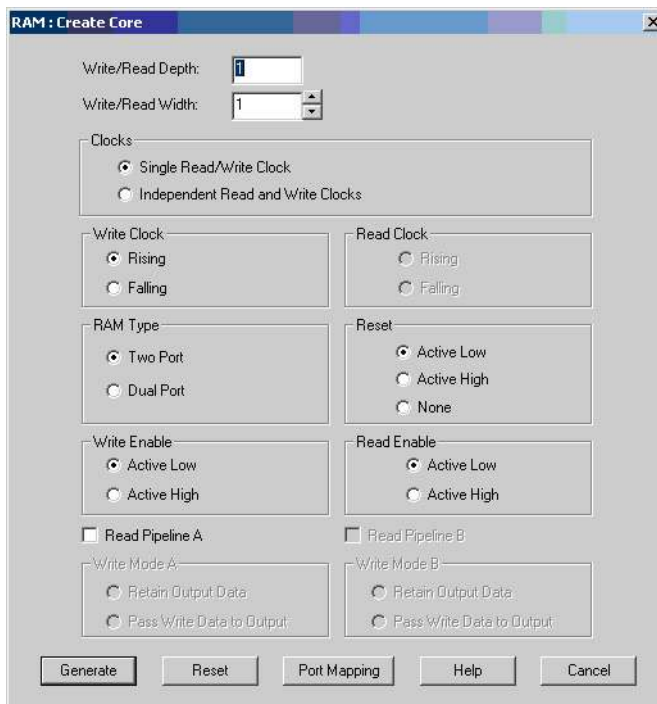 RAM : Create Core
Write/Read Depth: 1
Write/Read Width: 1
Clocks
Single Read/Write Clock
Independent Read and Write Clocks
Write Clock
Rising
Falling
Read Clock
Rising
Falling
RAM Type
Two Port
Dual Port
Reset
Active Low
Active High
None
Write Enable
Active Low
Active High
Read Enable
Active Low
Active High
Read Pipeline A
Read Pipeline B
Write Mode A
Retain Output Data
Pass Write Data to Output
Write Mode B
Retain Output Data
Pass Write Data to Output
Generate Reset Port Mapping Help Cancel